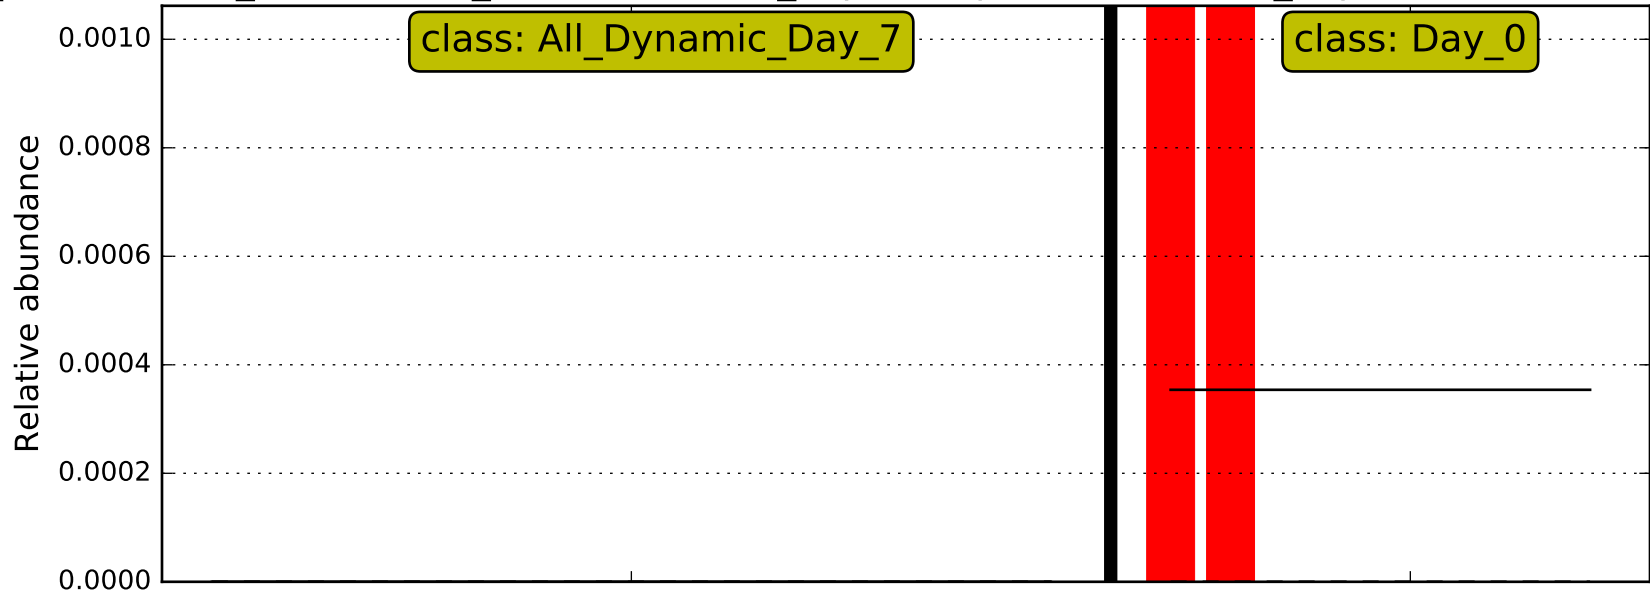 0.0010
class: All_Dynamic_Day_7
class: Day_0
0.0008
0.0006
0.0004
0.0002
0.0000
Relative abundance